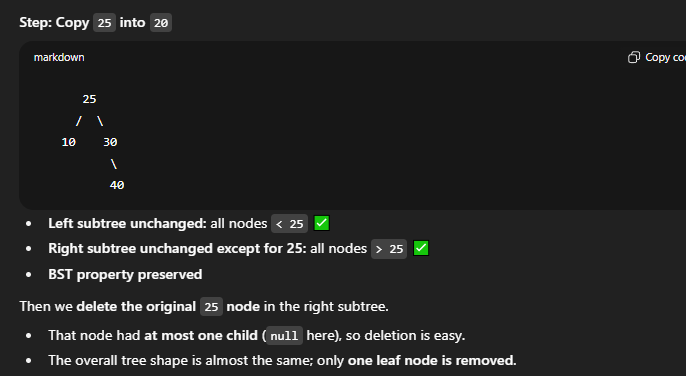 Step: Copy 25 into 20
markdown
Copy co
25
/ \
10 30
\
40
• Left subtree unchanged: all nodes < 25 ✅
• Right subtree unchanged except for 25: all nodes > 25 ✅
• BST property preserved
Then we delete the original 25 node in the right subtree.
• That node had at most one child (null here), so deletion is easy.
• The overall tree shape is almost the same; only one leaf node is removed.